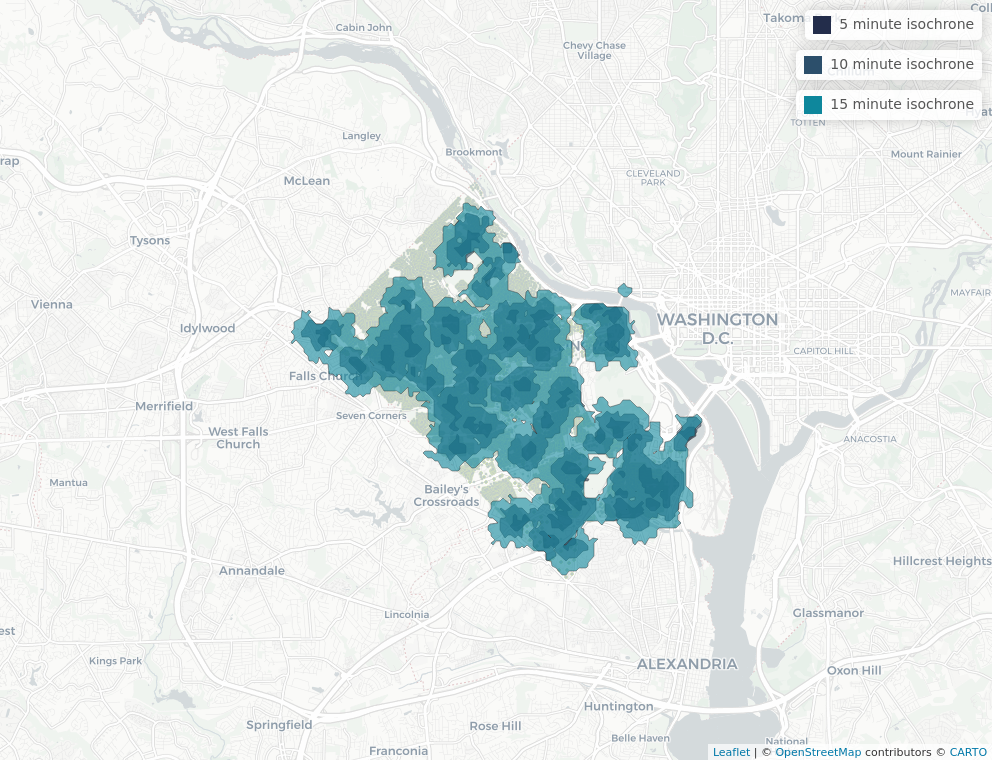 Takom
Coll
5 minute isochrone
Cabin John
Chevy Chase
Village
10 minute isochrone
Chillum
15 minute isochrone
Hyat
TOTTEN
Langley
Brookmont
Mount Rainier
rap
McLean
CLEVELAND
PARK
Tysons
MAYFAIR
Vienna
Idylwood
WASHINGTON
D.C.
CAPITOL HILL
Falls Church
Merrifield
Seven Corners
West Falls
Church
ANACOSTIA
Mantua
Bailey's
Crossroads
Annandale
Hillcrest Heights
Lincolnia
Glassmanor
est
Kings Park
ALEXANDRIA
Oxon Hill
Huntington
Springfield
Rose Hill
Belle Haven
National
Franconia
Leaflet | © OpenStreetMap contributors © CARTO